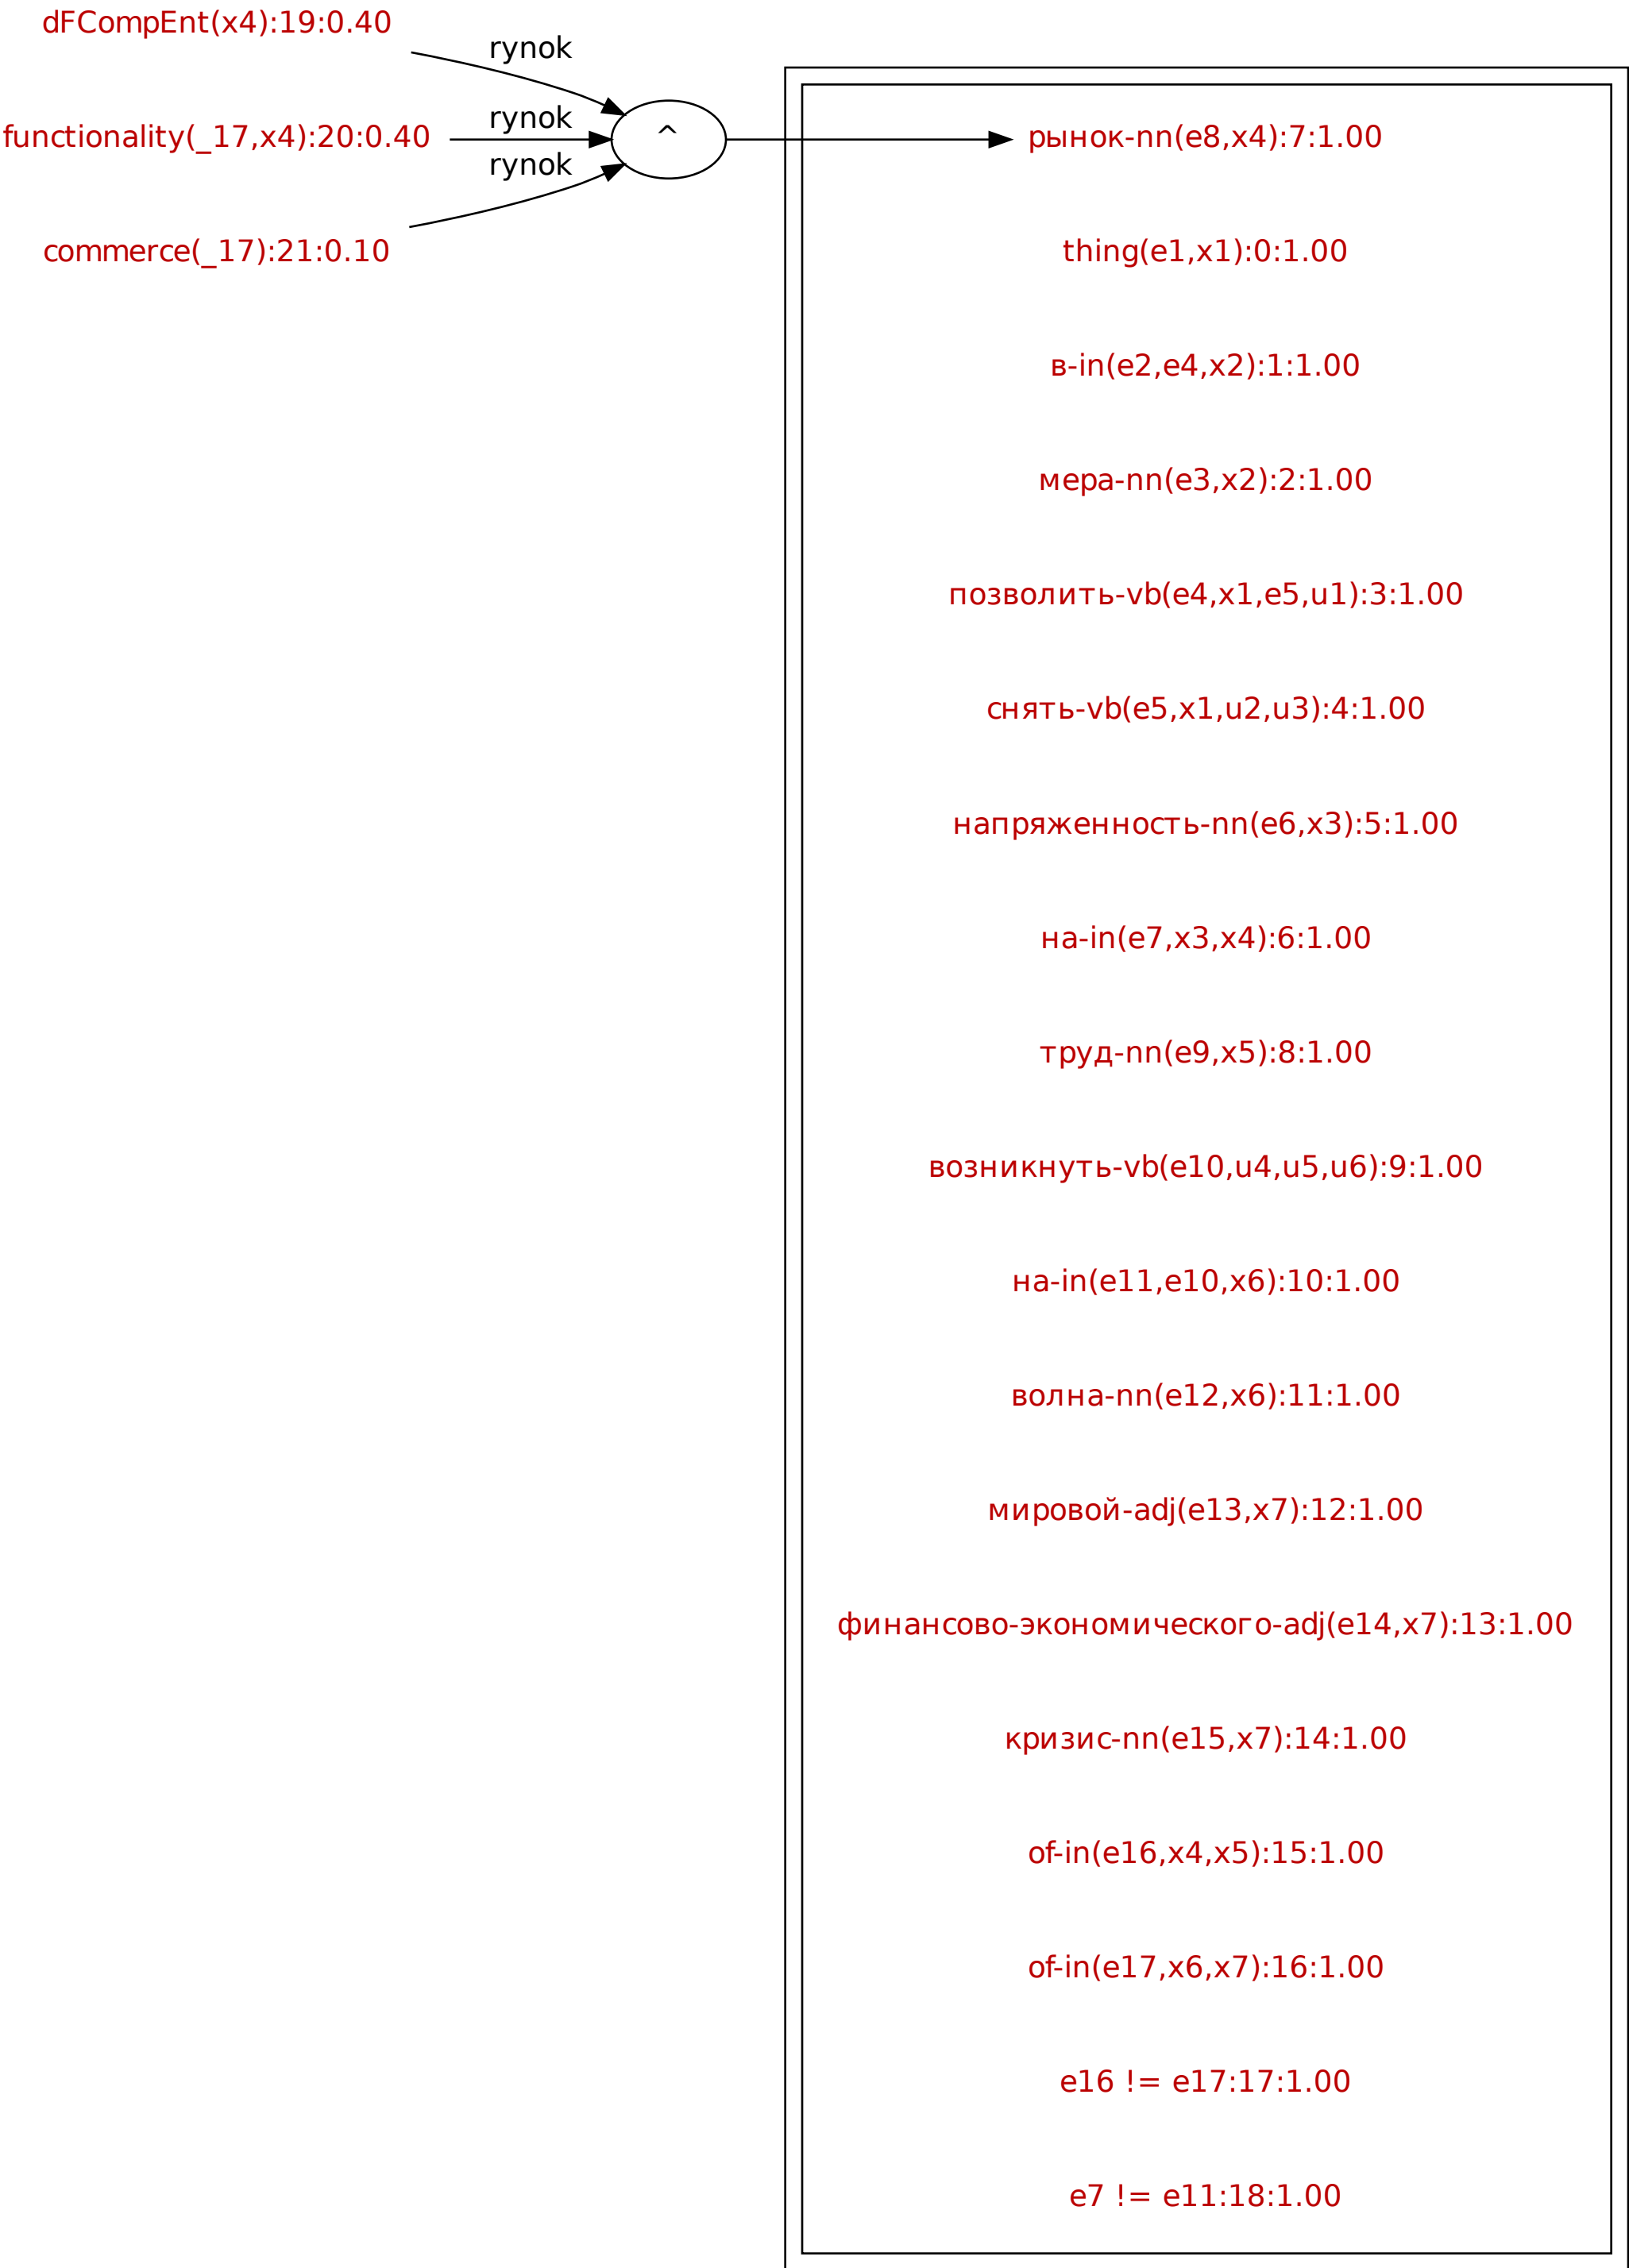 dFCompEnt(x4):19:0.40
rynok
functionality(_17,x4):20:0.40
rynok
^
рынок-nn(e8,x4):7:1.00
rynok
commerce(_17):21:0.10
thing(e1,x1):0:1.00
в-in(e2,e4,x2):1:1.00
мера-nn(e3,x2):2:1.00
позволить-vb(e4,x1,e5,u1):3:1.00
снять-vb(e5,x1,u2,u3):4:1.00
напряженность-nn(e6,x3):5:1.00
на-in(e7,x3,x4):6:1.00
труд-nn(e9,x5):8:1.00
возникнуть-vb(e10,u4,u5,u6):9:1.00
на-in(e11,e10,x6):10:1.00
волна-nn(e12,x6):11:1.00
мировой-adj(e13,x7):12:1.00
финансово-экономического-adj(e14,x7):13:1.00
кризис-nn(e15,x7):14:1.00
of-in(e16,x4,x5):15:1.00
of-in(e17,x6,x7):16:1.00
e16 != e17:17:1.00
e7 != e11:18:1.00